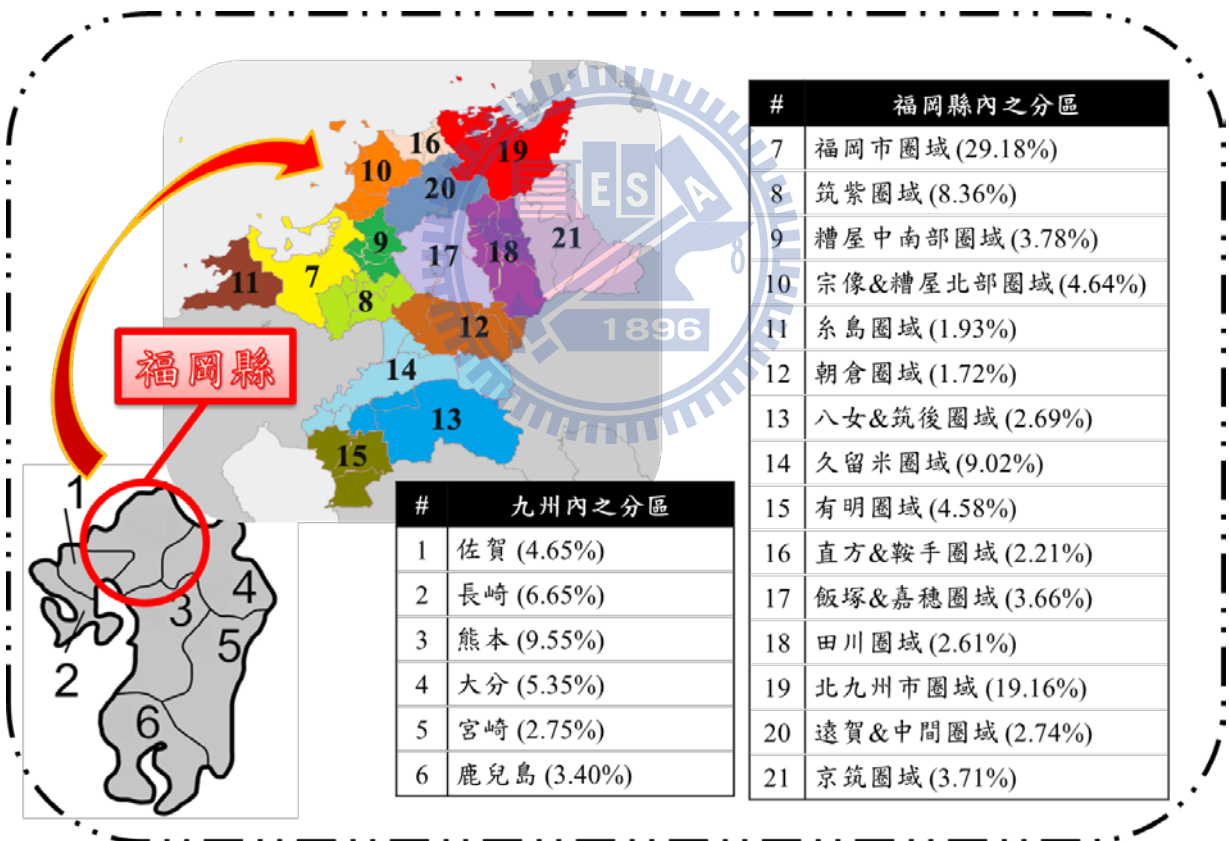 16
19
10
20
9
17
18
21
11
7
8
12
14
13
15
福岡縣
1
2
3
4
5
6
TES A
1896
# 九州內之分區
1 佐賀 (4.65%)
2 長崎 (6.65%)
3 熊本 (9.55%)
4 大分 (5.35%)
5 宮崎 (2.75%)
6 鹿兒島 (3.40%)
# 福岡縣內之分區
7 福岡市圈域 (29.18%)
8 筑紫圈域 (8.36%)
9 糟屋中南部圈域 (3.78%)
10 宗像&糟屋北部圈域 (4.64%)
11 糸島圈域 (1.93%)
12 朝倉圈域 (1.72%)
13 八女&筑後圈域 (2.69%)
14 久留米圈域 (9.02%)
15 有明圈域 (4.58%)
16 直方&鞍手圈域 (2.21%)
17 飯塚&嘉穗圈域 (3.66%)
18 田川圈域 (2.61%)
19 北九州市圈域 (19.16%)
20 遠賀&中間圈域 (2.74%)
21 京筑圈域 (3.71%)